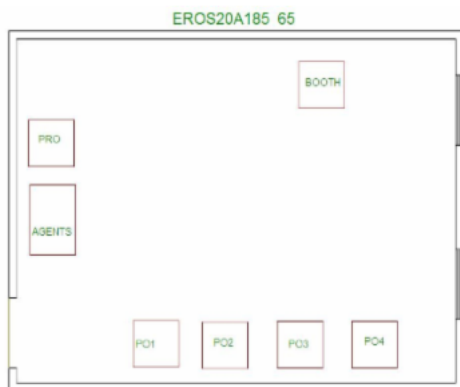 EROS20A185 65
BOOTH
PRO
AGENTS
PO1 PO2 PO3 PO4